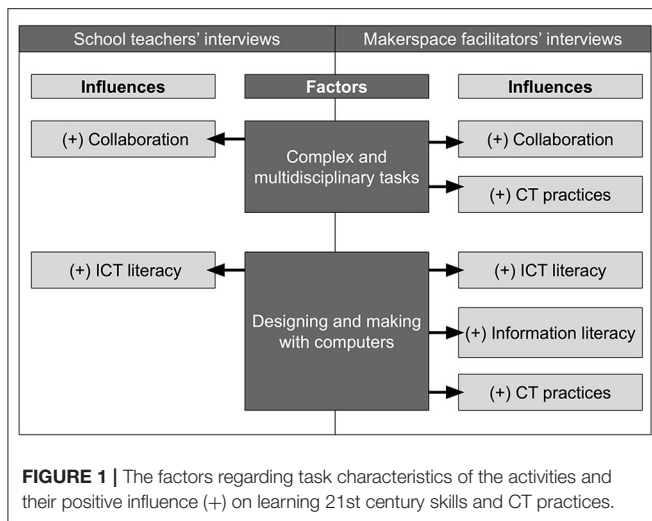 School teachers' interviews
Makerspace facilitators' interviews
Influences
Factors
Influences
(+) Collaboration
Complex and
multidisciplinary tasks
(+) Collaboration
(+) CT practices
(+) ICT literacy
Designing and making
with computers
(+) ICT literacy
(+) Information literacy
(+) CT practices
FIGURE 1 | The factors regarding task characteristics of the activities and
their positive influence (+) on learning 21st century skills and CT practices.